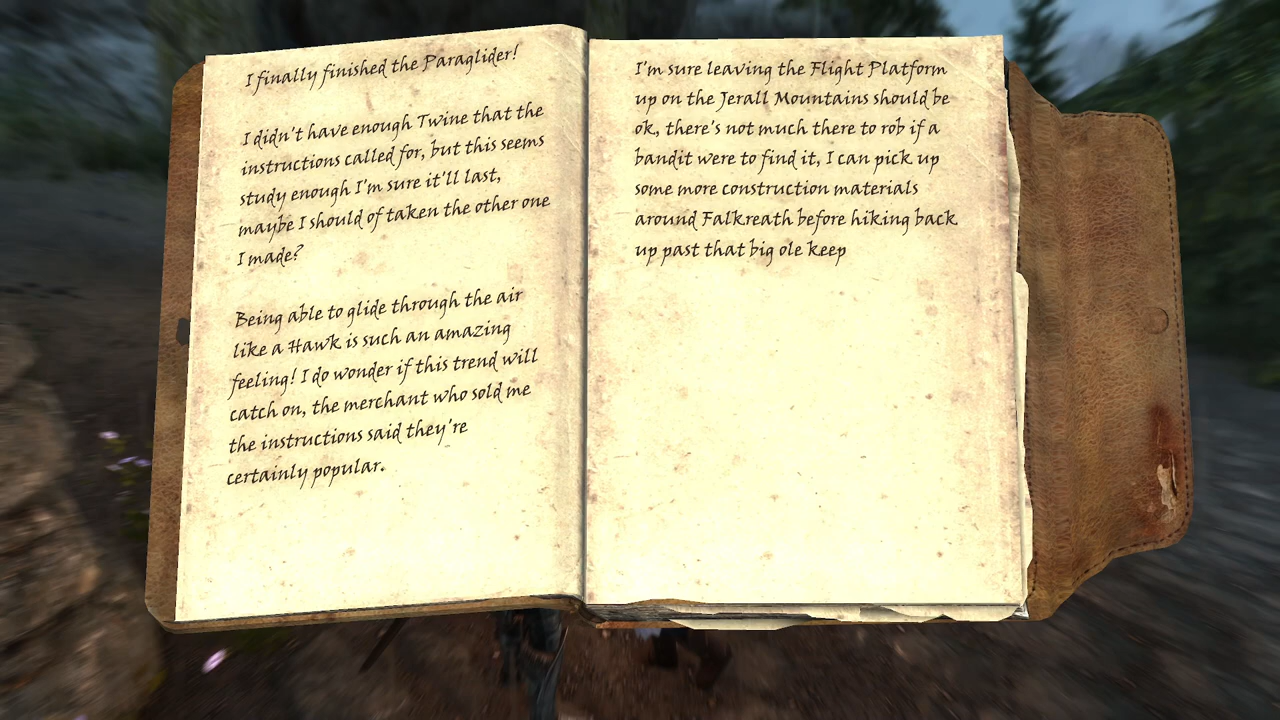 I finally finished the Paraglider!
I didn't have enough Twine that the
instructions called for, but this seems
study enough I'm sure it'll last,
maybe I should of taken the other one
I made?
Being able to glide through the air
like a Hawk is such an amazing
feeling! I do wonder if this trend will
catch on, the merchant who sold me
the instructions said they're
certainly popular.
I'm sure leaving the Flight Platform
up on the Jerall Mountains should be
ok, there's not much there to rob if a
bandit were to find it, I can pick up
some more construction materials
around Falkreath before hiking back
up past that big ole keep